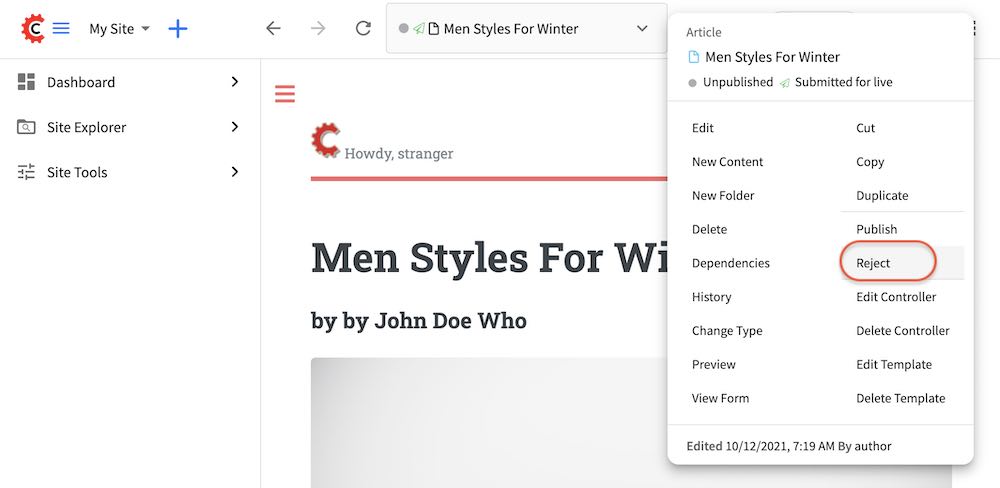 My Site
Men Styles For Winter
Dashboard
Site Explorer
Site Tools
Howdy, stranger
Men Styles For Wi
by by John Doe Who
Article
Men Styles For Winter
Unpublished Submitted for live
Edit
New Content
New Folder
Delete
Dependencies
History
Change Type
Preview
View Form
Cut
Copy
Duplicate
Publish
Reject
Edit Controller
Delete Controller
Edit Template
Delete Template
Edited 10/12/2021, 7:19 AM By author